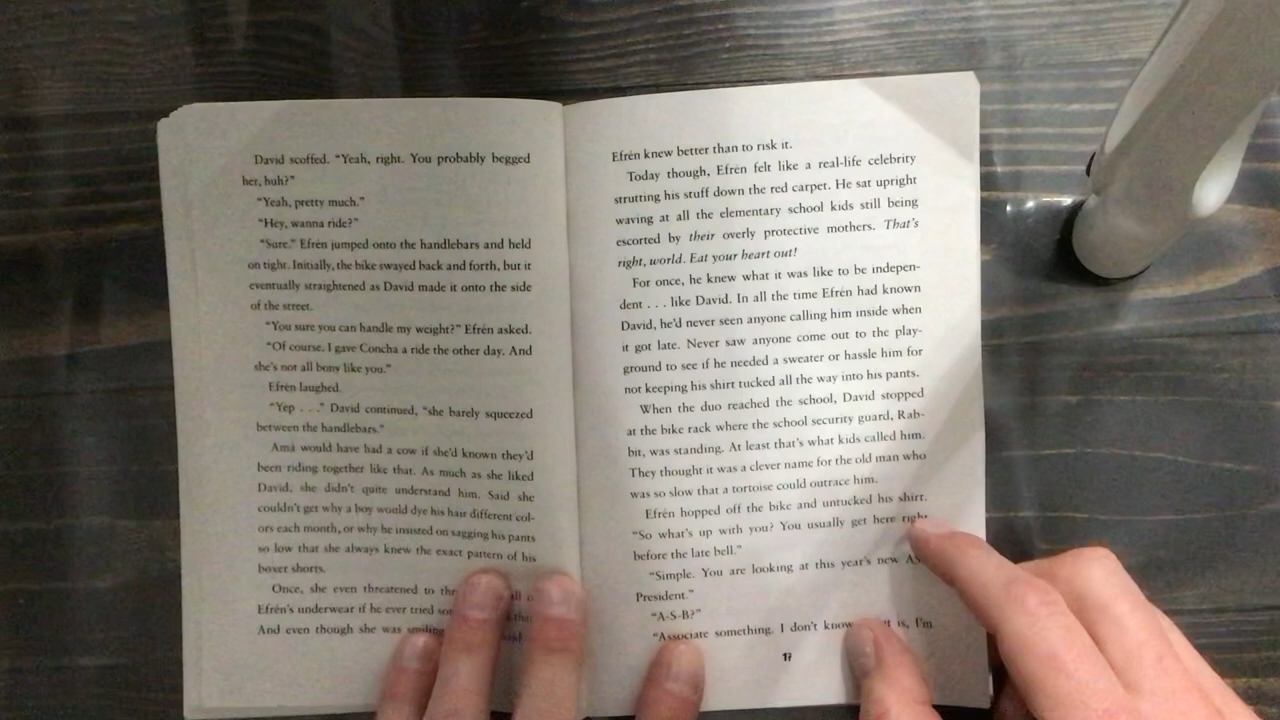 David scoffed. “Yeah, right. You probably begged
her, huh?”
“Yeah, pretty much.”
“Hey, wanna ride?”
“Sure.” Efrén jumped onto the handlebars and held
on tight. Initially, the bike swayed back and forth, but it
eventually straightened as David made it onto the side
of the street.
“You sure you can handle my weight?” Efrén asked.
“Of course. I gave Concha a ride the other day. And
she’s not all bony like you.”
Efrén laughed.
“Yep . . .” David continued, “she barely squeezed
between the handlebars.”
Amá would have had a cow if she’d known they’d
been riding together like that. As much as she liked
David, she didn’t quite understand him. Said she
couldn’t get why a boy would dye his hair different col-
ors each month, or why he insisted on sagging his pants
so low that she always knew the exact pattern of his
boxer shorts.
Once, she even threatened to
Efrén’s underwear if he ever tried
And even though she was smiling
Efrén knew better than to risk it.
Today though, Efrén felt like a real-life celebrity
strutting his stuff down the red carpet. He sat upright
waving at all the elementary school kids still being
escorted by their overly protective mothers. That’s
right, world. Eat your heart out!
For once, he knew what it was like to be indepen-
dent . . . like David. In all the time Efrén had known
David, he’d never seen anyone calling him inside when
it got late. Never saw anyone come out to the play-
ground to see if he needed a sweater or hassle him for
not keeping his shirt tucked all the way into his pants.
When the duo reached the school, David stopped
at the bike rack where the school security guard, Rab-
bit, was standing. At least that’s what kids called him.
They thought it was a clever name for the old man who
was so slow that a tortoise could outrace him.
Efrén hopped off the bike and untucked his shirt.
“So what’s up with you? You usually get here right
before the late bell.”
“Simple. You are looking at this year’s new
President.”
“A-S-B?”
“Associate something. I don’t know is, I’m
17